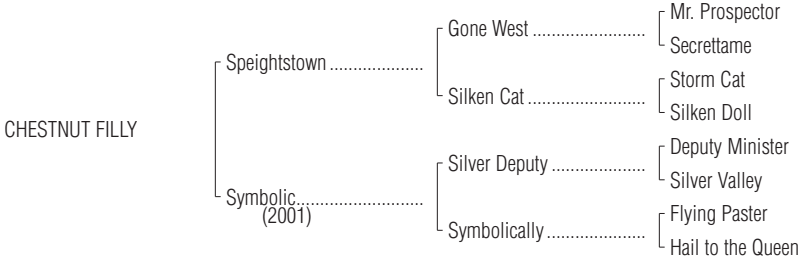 Mr. Prospector
Gone West ........................
Secrettame
Speightstown ....................
Storm Cat
Silken Cat .........................
Silken Doll
CHESTNUT FILLY
Deputy Minister
Silver Deputy ....................
Silver Valley
Symbolic...........................
(2001)
Flying Paster
Symbolically .....................
Hail to the Queen